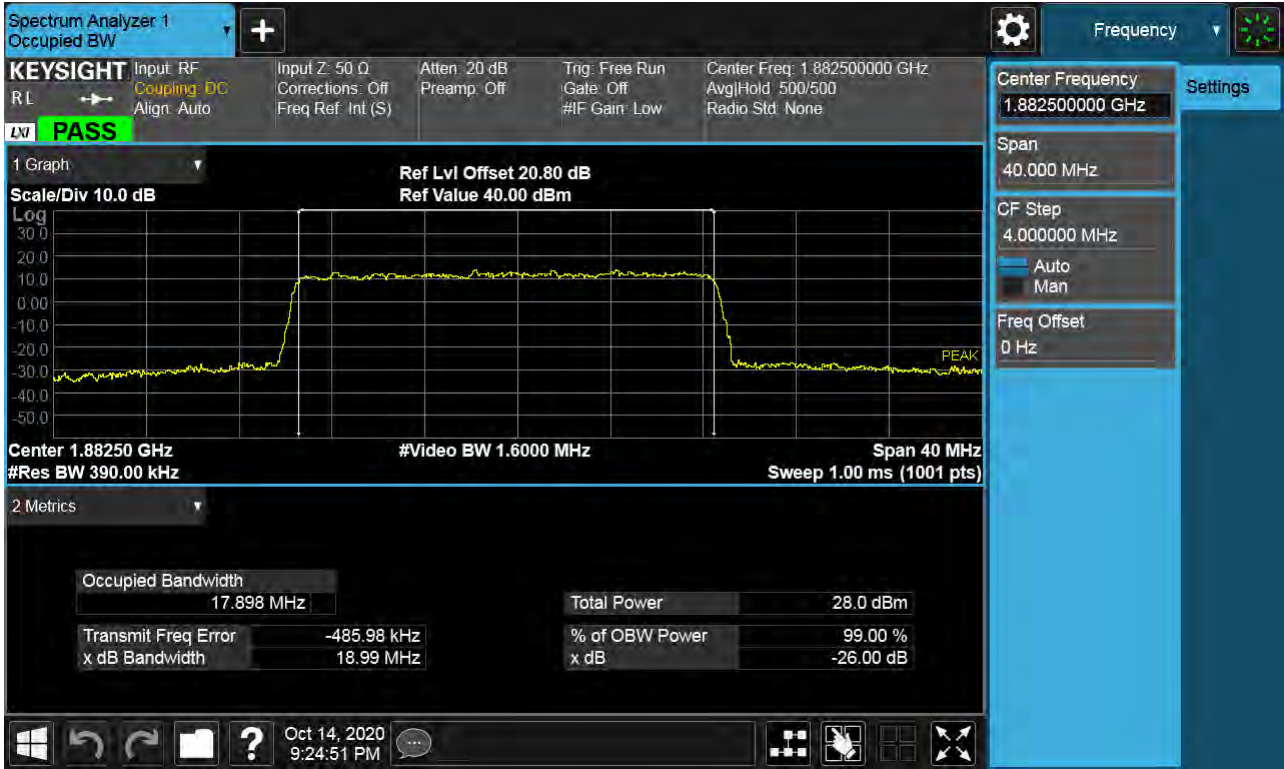 Spectrum Analyzer 1
Occupied BW
+
Frequency
KEYSIGHT
RL
LXI
PASS
Input: RF
Coupling: DC
Align: Auto
Input Z: 50 Ω
Corrections: Off
Freq Ref: Int (S)
Atten: 20 dB
Preamp: Off
Trig: Free Run
Gate: Off
#IF Gain: Low
Center Freq: 1.882500000 GHz
Avg|Hold: 500/500
Radio Std: None
Center Frequency
1.882500000 GHz
Settings
Span
40.000 MHz
CF Step
4.000000 MHz
Auto
Man
Freq Offset
0 Hz
1 Graph
Scale/Div 10.0 dB
Ref Lvl Offset 20.80 dB
Ref Value 40.00 dBm
Log
30.0
20.0
10.0
0.00
-10.0
-20.0
-30.0
-40.0
-50.0
PEAK
Center 1.88250 GHz
#Video BW 1.6000 MHz
Span 40 MHz
#Res BW 390.00 kHz
Sweep 1.00 ms (1001 pts)
2 Metrics
Occupied Bandwidth
17.898 MHz
Total Power 28.0 dBm
Transmit Freq Error -485.98 kHz
% of OBW Power 99.00 %
x dB Bandwidth 18.99 MHz
x dB -26.00 dB
?
Oct 14, 2020
9:24:51 PM